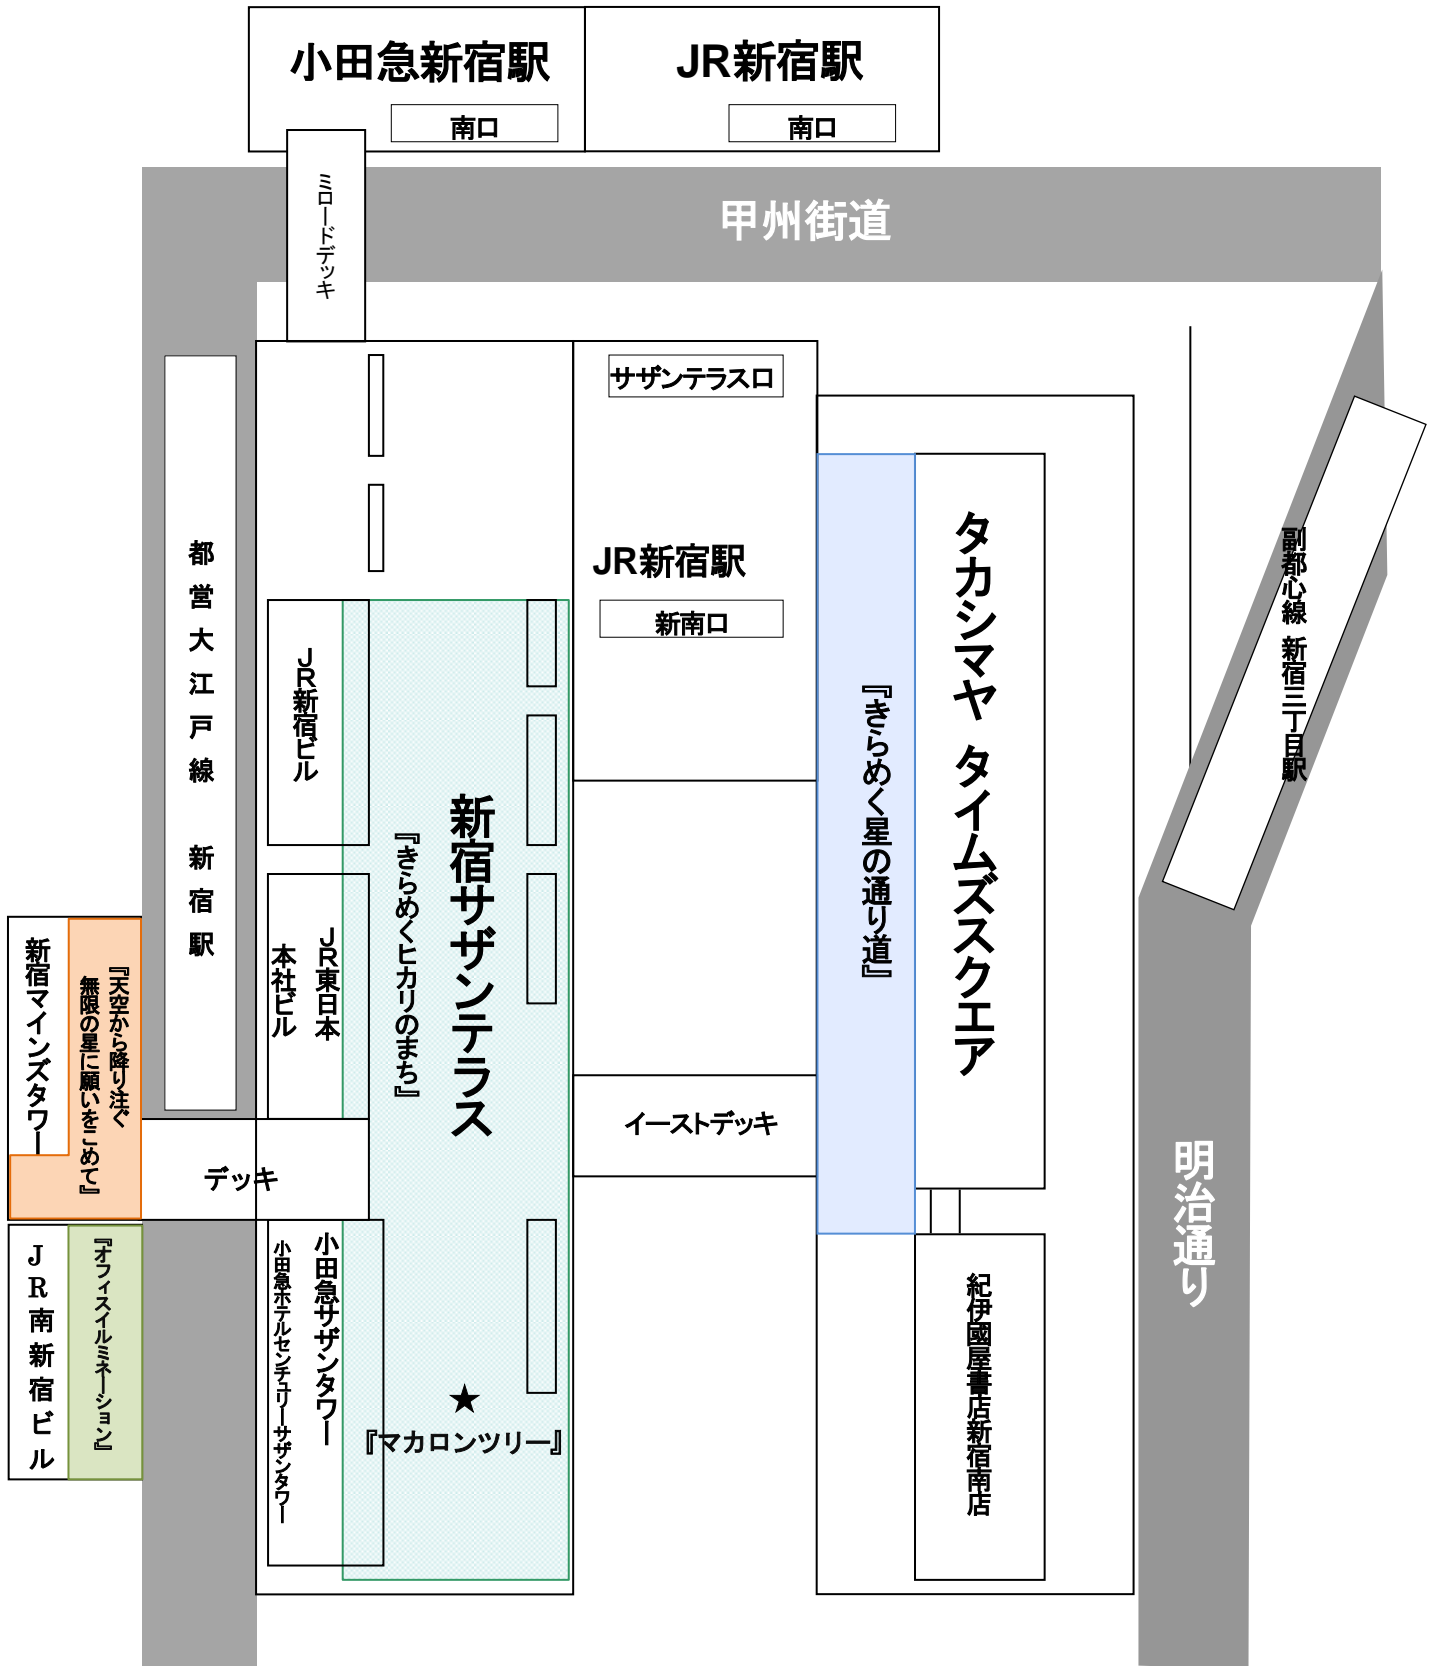 小田急新宿駅
JR新宿駅
南口
南口
ミロードデッキ
甲州街道
サザンテラス口
JR新宿駅
新南口
都営大江戸線 新宿駅
JR新宿ビル
JR東日本
本社ビル
新宿サザンテラス
『きらめくヒカリのまち』
『きらめく星の通り道』
タカシマヤ タイムズスクエア
副都心線 新宿三丁目駅
新宿マインズタワー
『天空から降り注ぐ
無限の星に願いをこめて』
デッキ
イーストデッキ
明治通り
JR南新宿ビル
『オフィスイルミネーション』
小田急サザンタワー
小田急ホテルセンチュリーサザンタワー
★
『マカロンツリー』
紀伊國屋書店新宿南店